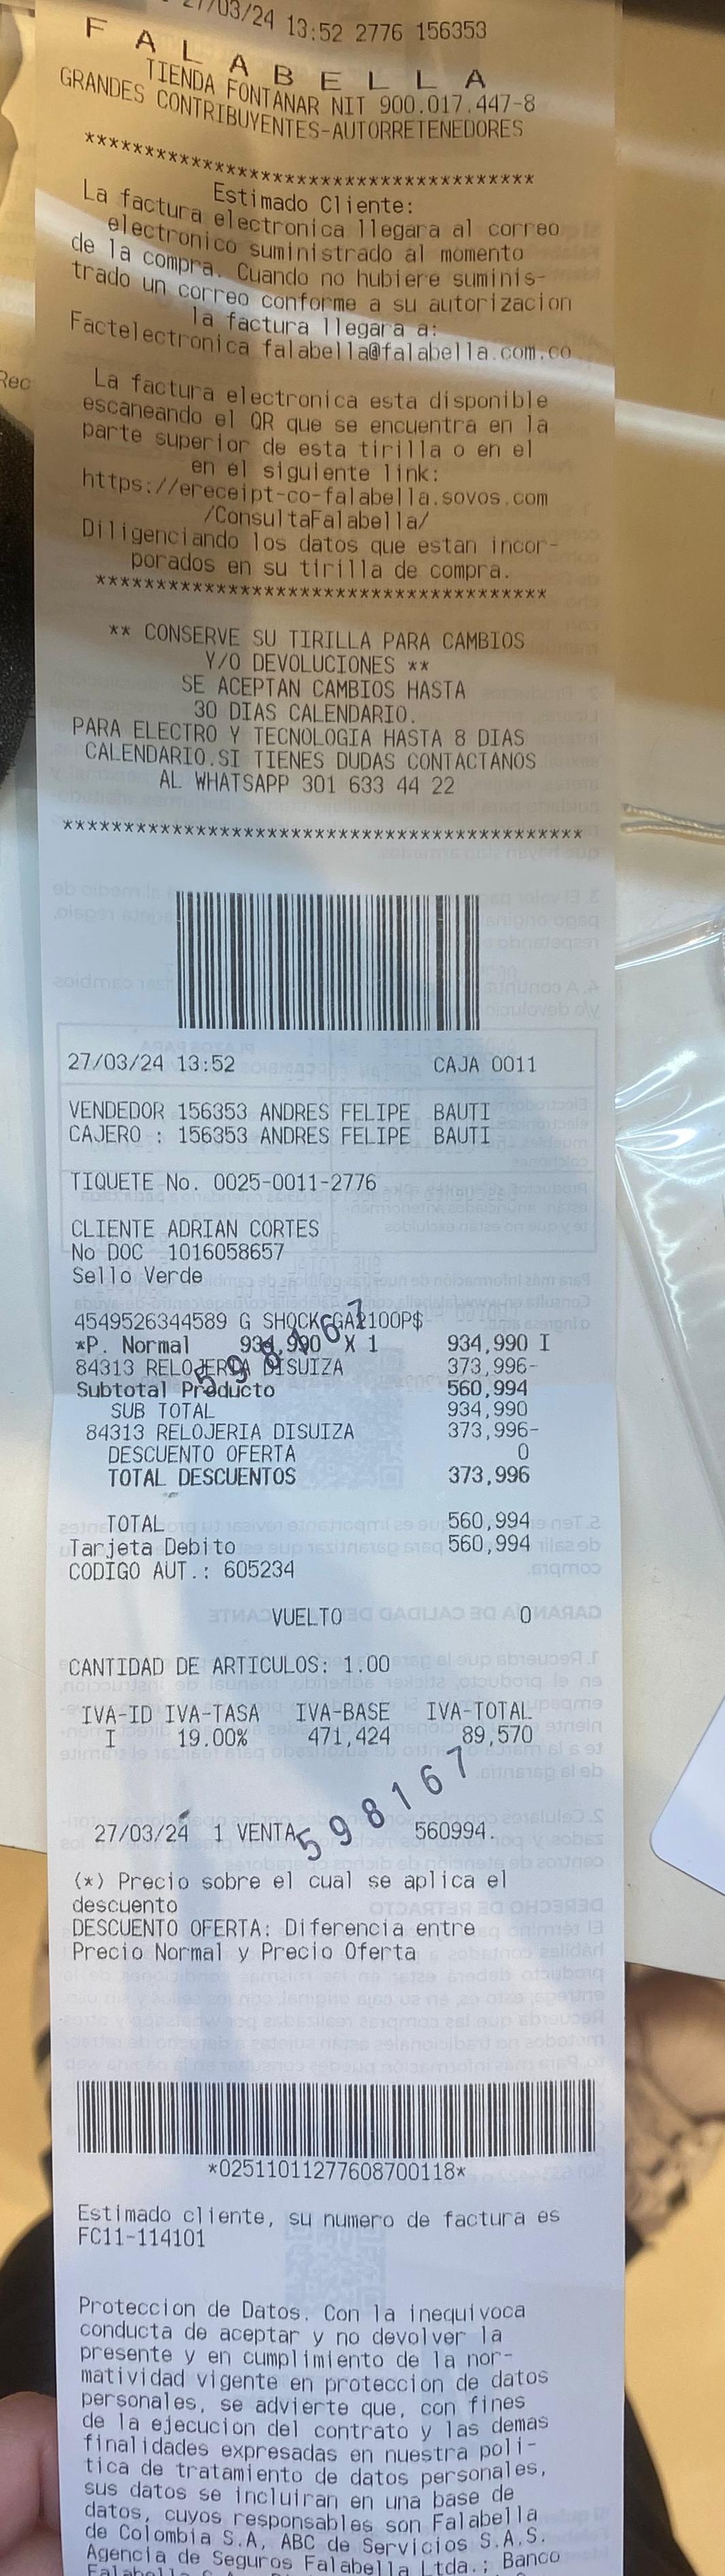 27/03/24 13:52 2776 156353
F A L A B E L L A
TIENDA FONTANAR NIT 900.017.447-8
GRANDES CONTRIBUYENTES-AUTORRETENEDORES
**************************************
Estimado Cliente:
La factura electronica llegara al correo
electronico suministrado al momento
de la compra. Cuando no hubiere suminis-
trado un correo conforme a su autorizacion
la factura llegara a:
Factelectronica falabella@falabella.com.co
La factura electronica esta disponible
escaneando el QR que se encuentra en la
parte superior de esta tirilla o en el
en el siguiente link:
https://ereceipt-co-falabella.sovos.com
/ConsultaFalabella/
Diligenciando los datos que estan incor-
porados en su tirilla de compra.
**************************************
** CONSERVE SU TIRILLA PARA CAMBIOS
Y/O DEVOLUCIONES **
SE ACEPTAN CAMBIOS HASTA
30 DIAS CALENDARIO.
PARA ELECTRO Y TECNOLOGIA HASTA 8 DIAS
CALENDARIO.SI TIENES DUDAS CONTACTANOS
AL WHATSAPP 301 633 44 22
*******************************************
27/03/24 13:52 CAJA 0011
VENDEDOR 156353 ANDRES FELIPE BAUTI
CAJERO : 156353 ANDRES FELIPE BAUTI
TIQUETE No. 0025-0011-2776
CLIENTE ADRIAN CORTES
No DOC 1016058657
Sello Verde
4549526344589 G SHOCK GA2100P$
*P. Normal 934,990 X 1 934,990 I
598167
84313 RELOJERIA DISUIZA 373,996-
Subtotal Producto 560,994
SUB TOTAL 934,990
84313 RELOJERIA DISUIZA 373,996-
DESCUENTO OFERTA 0
TOTAL DESCUENTOS 373,996
TOTAL 560,994
Tarjeta Debito 560,994
CODIGO AUT.: 605234
VUELTO 0
CANTIDAD DE ARTICULOS: 1.00
IVA-ID IVA-TASA IVA-BASE IVA-TOTAL
I 19.00% 471,424 89,570
598167
27/03/24 1 VENTA 560994.
(*) Precio sobre el cual se aplica el
descuento
DESCUENTO OFERTA: Diferencia entre
Precio Normal y Precio Oferta
*02511011277608700118*
Estimado cliente, su numero de factura es
FC11-114101
Proteccion de Datos. Con la inequivoca
conducta de aceptar y no devolver la
presente y en cumplimiento de la nor-
matividad vigente en proteccion de datos
personales, se advierte que, con fines
de la ejecucion del contrato y las demas
finalidades expresadas en nuestra poli-
tica de tratamiento de datos personales,
sus datos se incluiran en una base de
datos, cuyos responsables son Falabella
de Colombia S.A, ABC de Servicios S.A.S.
Agencia de Seguros Falabella Ltda.; Banco